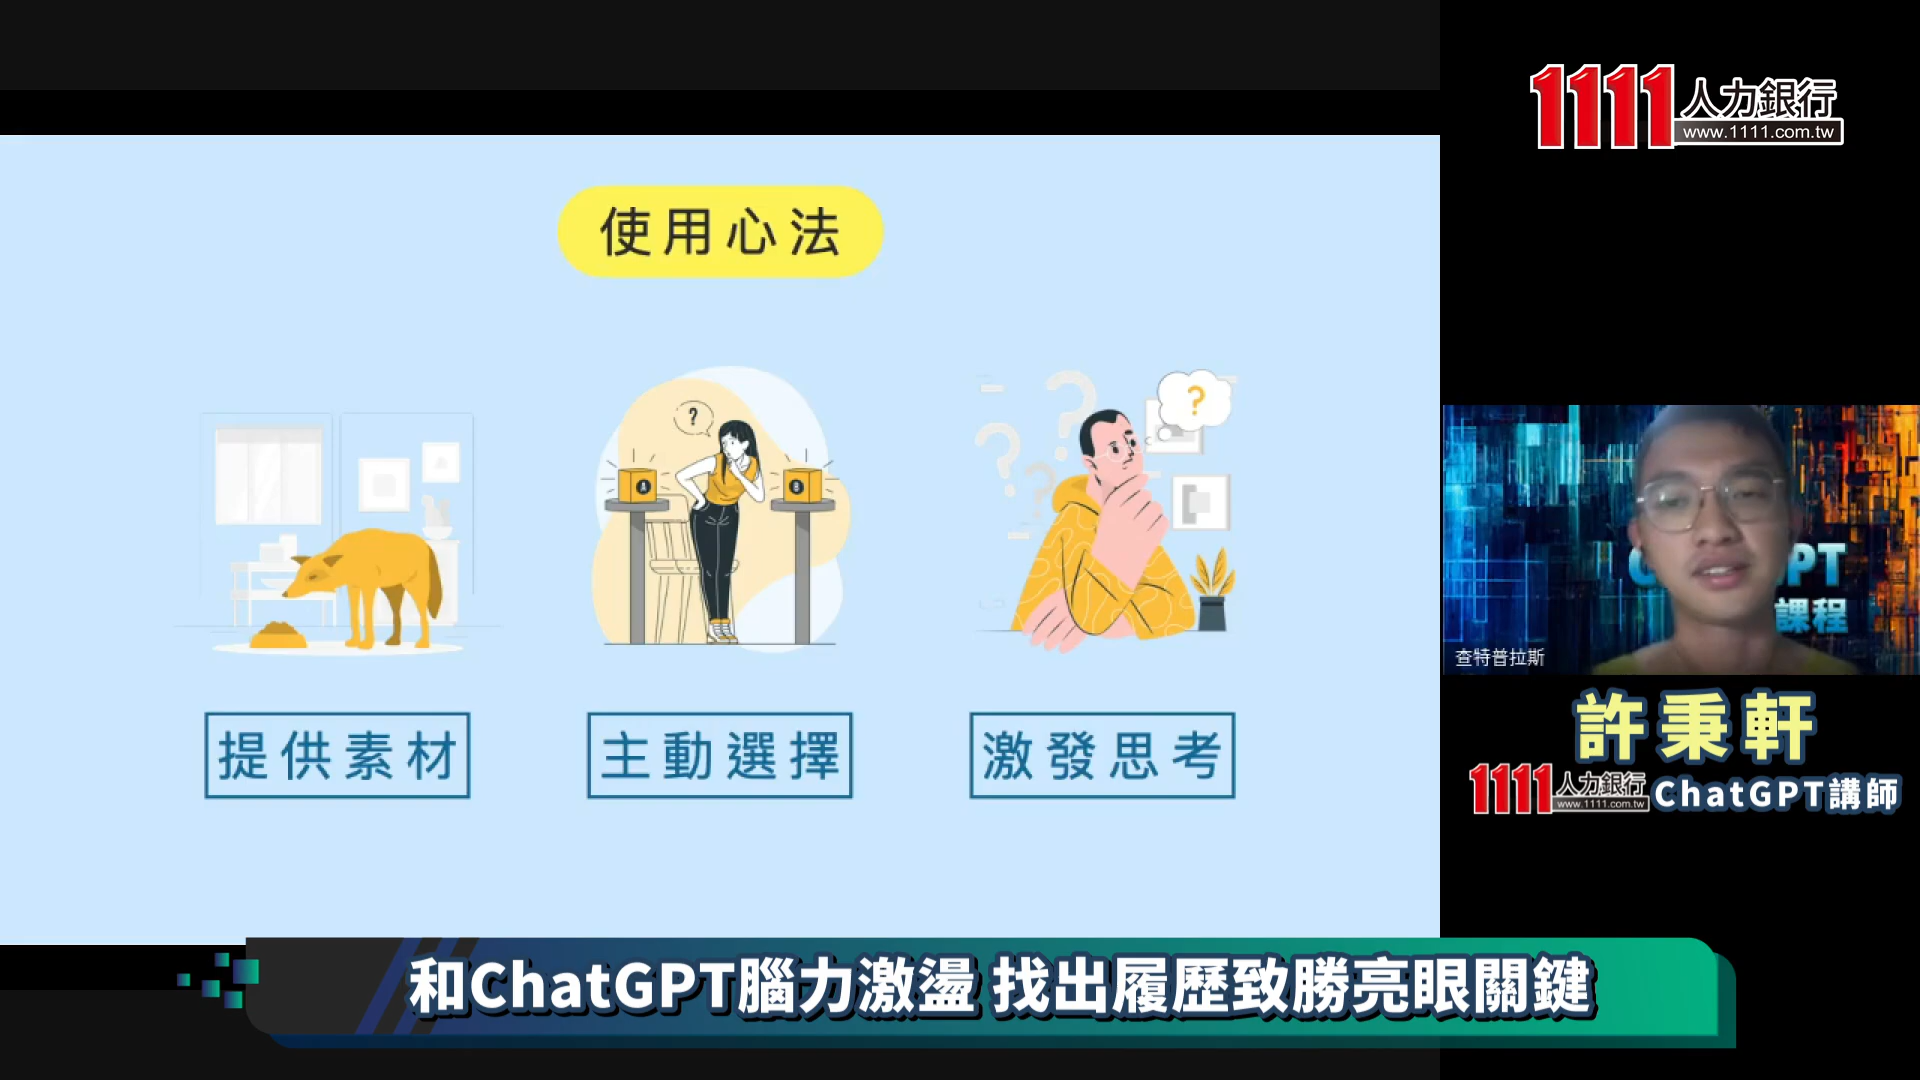 使用心法
?
A
B
?
提供素材
主動選擇
激發思考
1111人力銀行
www.1111.com.tw
PT
課程
查特普拉斯
許秉軒
1111人力銀行
www.1111.com.tw
ChatGPT講師
和ChatGPT腦力激盪 找出履歷致勝亮眼關鍵